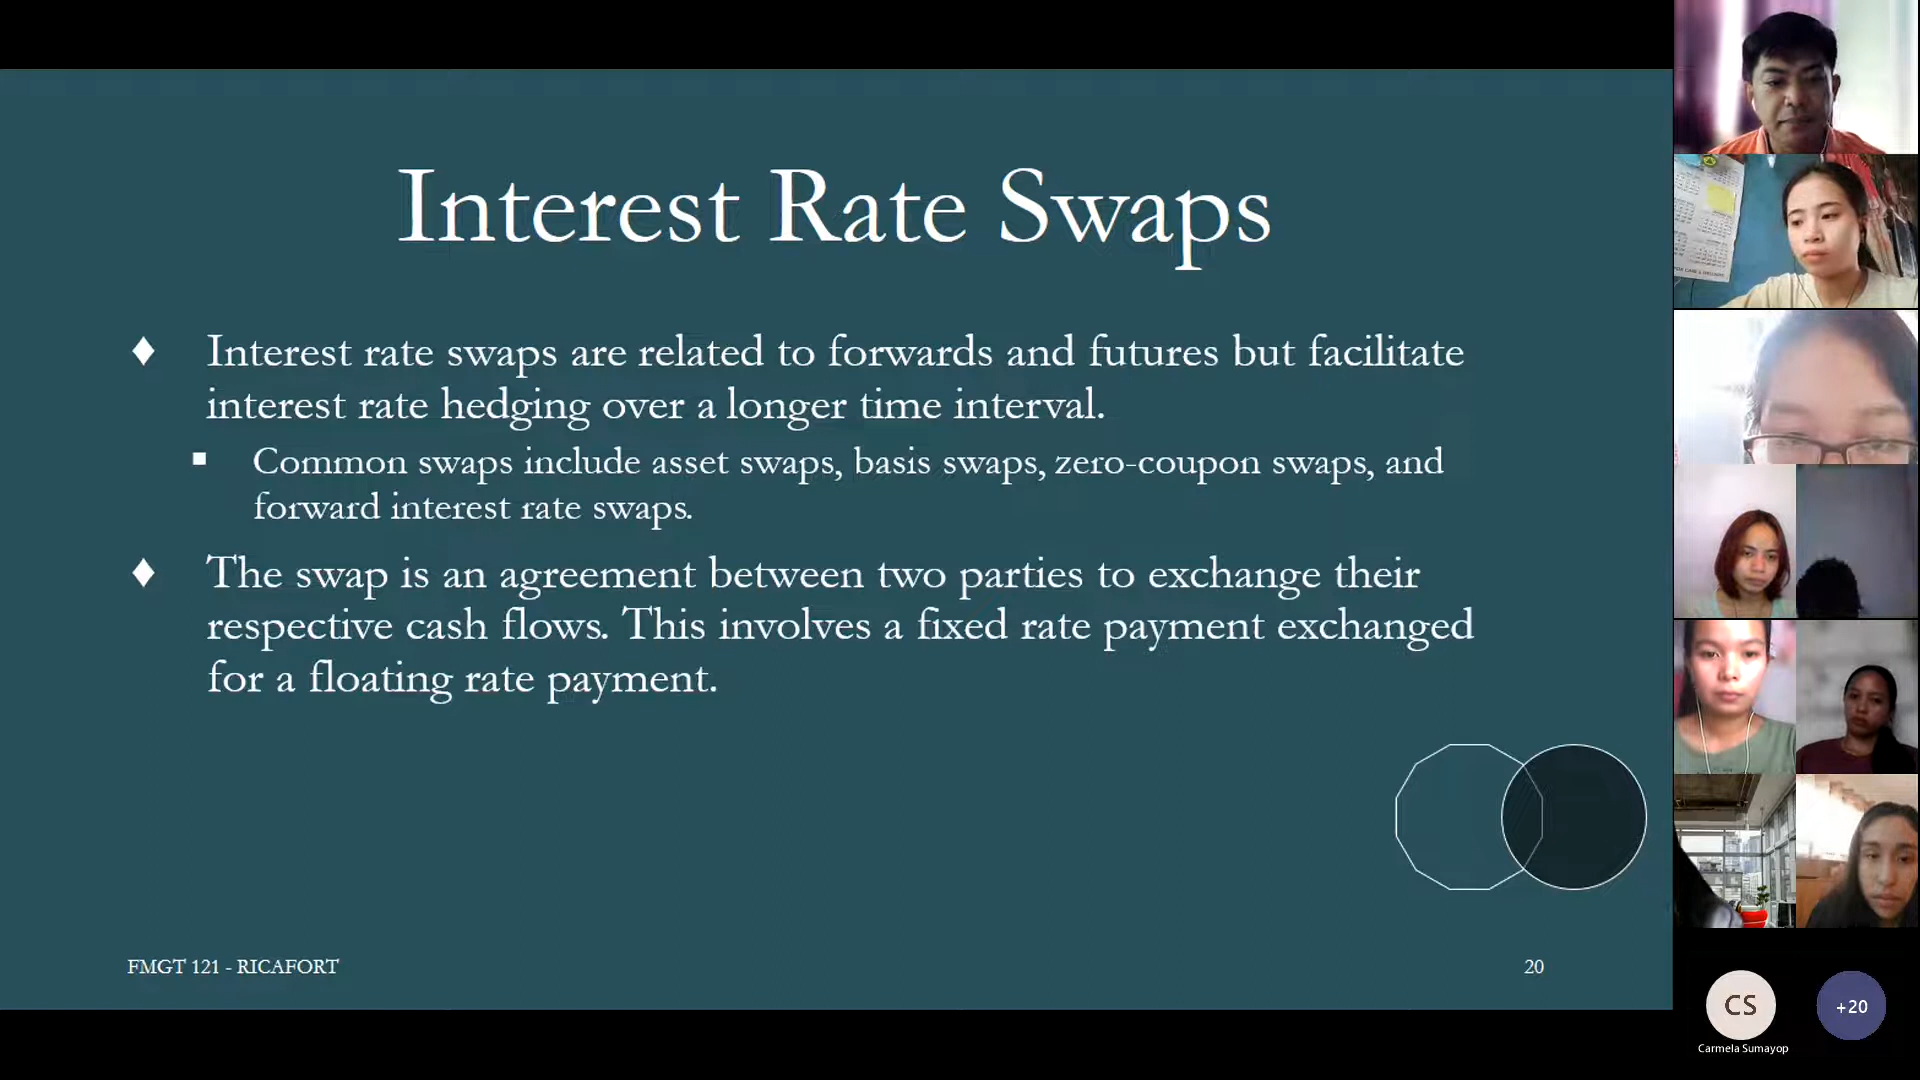 Interest Rate Swaps
♦ Interest rate swaps are related to forwards and futures but facilitate
interest rate hedging over a longer time interval.
▪ Common swaps include asset swaps, basis swaps, zero-coupon swaps, and
forward interest rate swaps.
♦ The swap is an agreement between two parties to exchange their
respective cash flows. This involves a fixed rate payment exchanged
for a floating rate payment.
FMGT 121 - RICAFORT
20
CS
+20
Carmela Sumayop